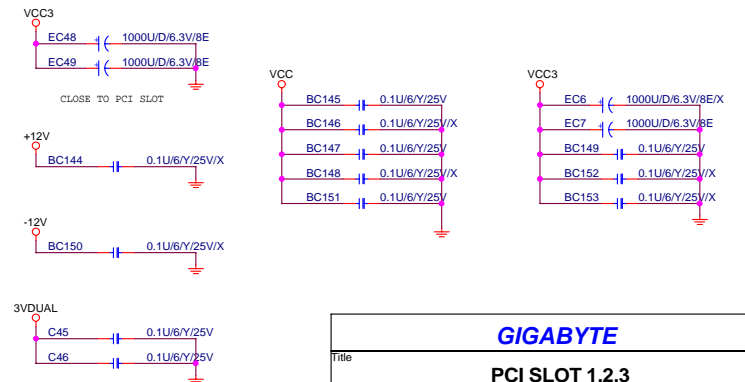 VCC3
EC48 1000U/D/6.3V/8E
EC49 1000U/D/6.3V/8E
CLOSE TO PCI SLOT
+12V
BC144 0.1U/6/Y/25V/X
-12V
BC150 0.1U/6/Y/25V/X
3VDUAL
C45 0.1U/6/Y/25V
C46 0.1U/6/Y/25V
VCC
BC145 0.1U/6/Y/25V
BC146 0.1U/6/Y/25V/X
BC147 0.1U/6/Y/25V
BC148 0.1U/6/Y/25V/X
BC151 0.1U/6/Y/25V
VCC3
EC6 1000U/D/6.3V/8E/X
EC7 1000U/D/6.3V/8E
BC149 0.1U/6/Y/25V
BC152 0.1U/6/Y/25V/X
BC153 0.1U/6/Y/25V/X
GIGABYTE
Title
PCI SLOT 1,2,3